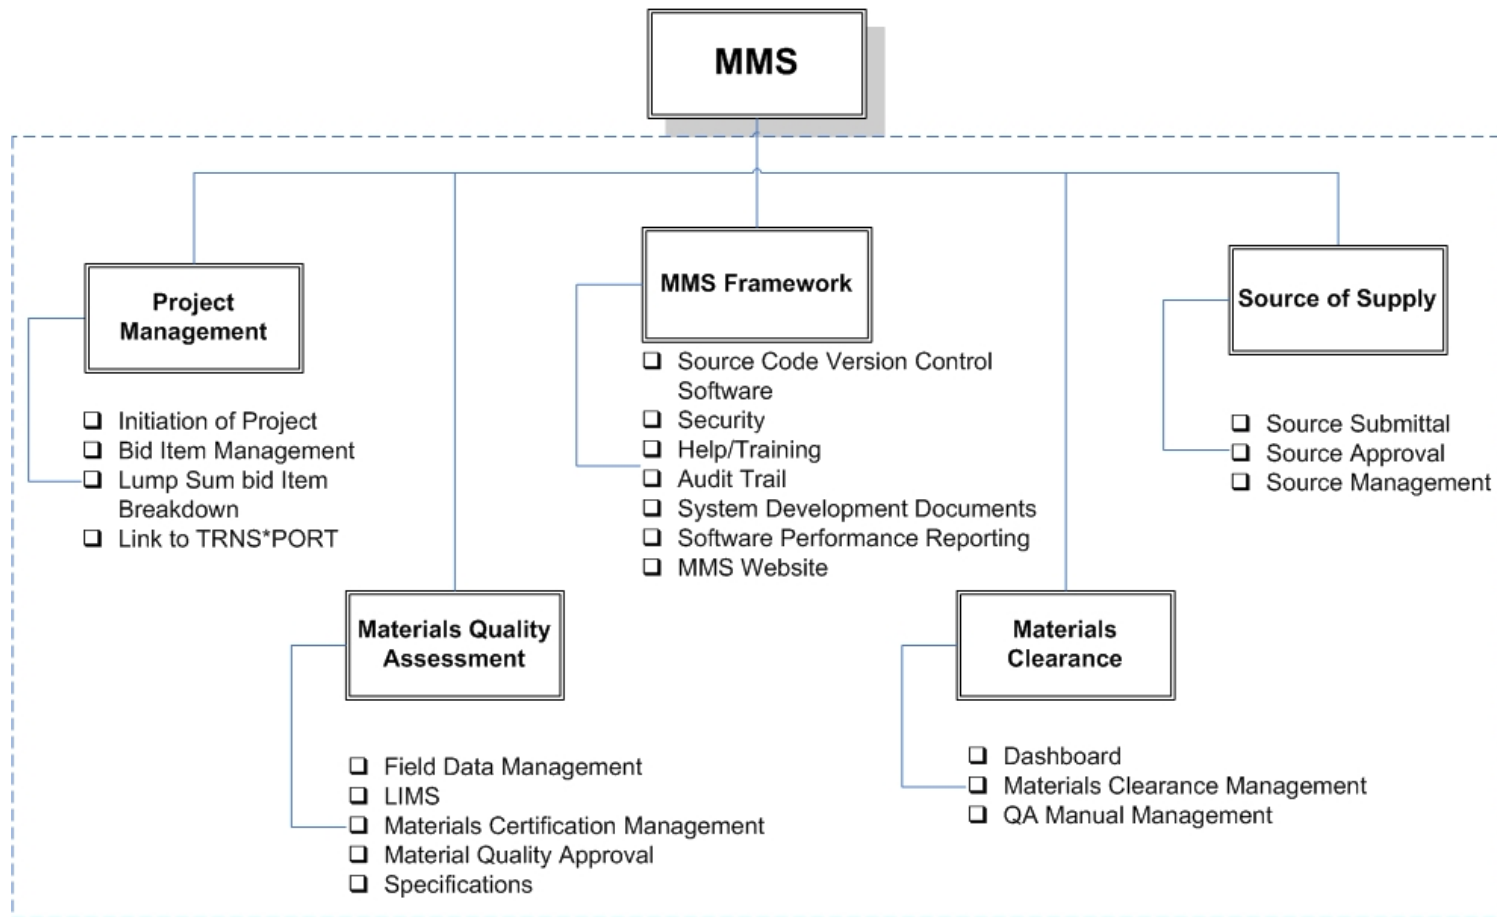 MMS
Project
Management
Initiation of Project
Bid Item Management
Lump Sum bid Item
Breakdown
Link to TRNS*PORT
Materials Quality
Assessment
Field Data Management
LIMS
Materials Certification Management
Material Quality Approval
Specifications
MMS Framework
Source Code Version Control
Software
Security
Help/Training
Audit Trail
System Development Documents
Software Performance Reporting
MMS Website
Materials
Clearance
Dashboard
Materials Clearance Management
QA Manual Management
Source of Supply
Source Submittal
Source Approval
Source Management